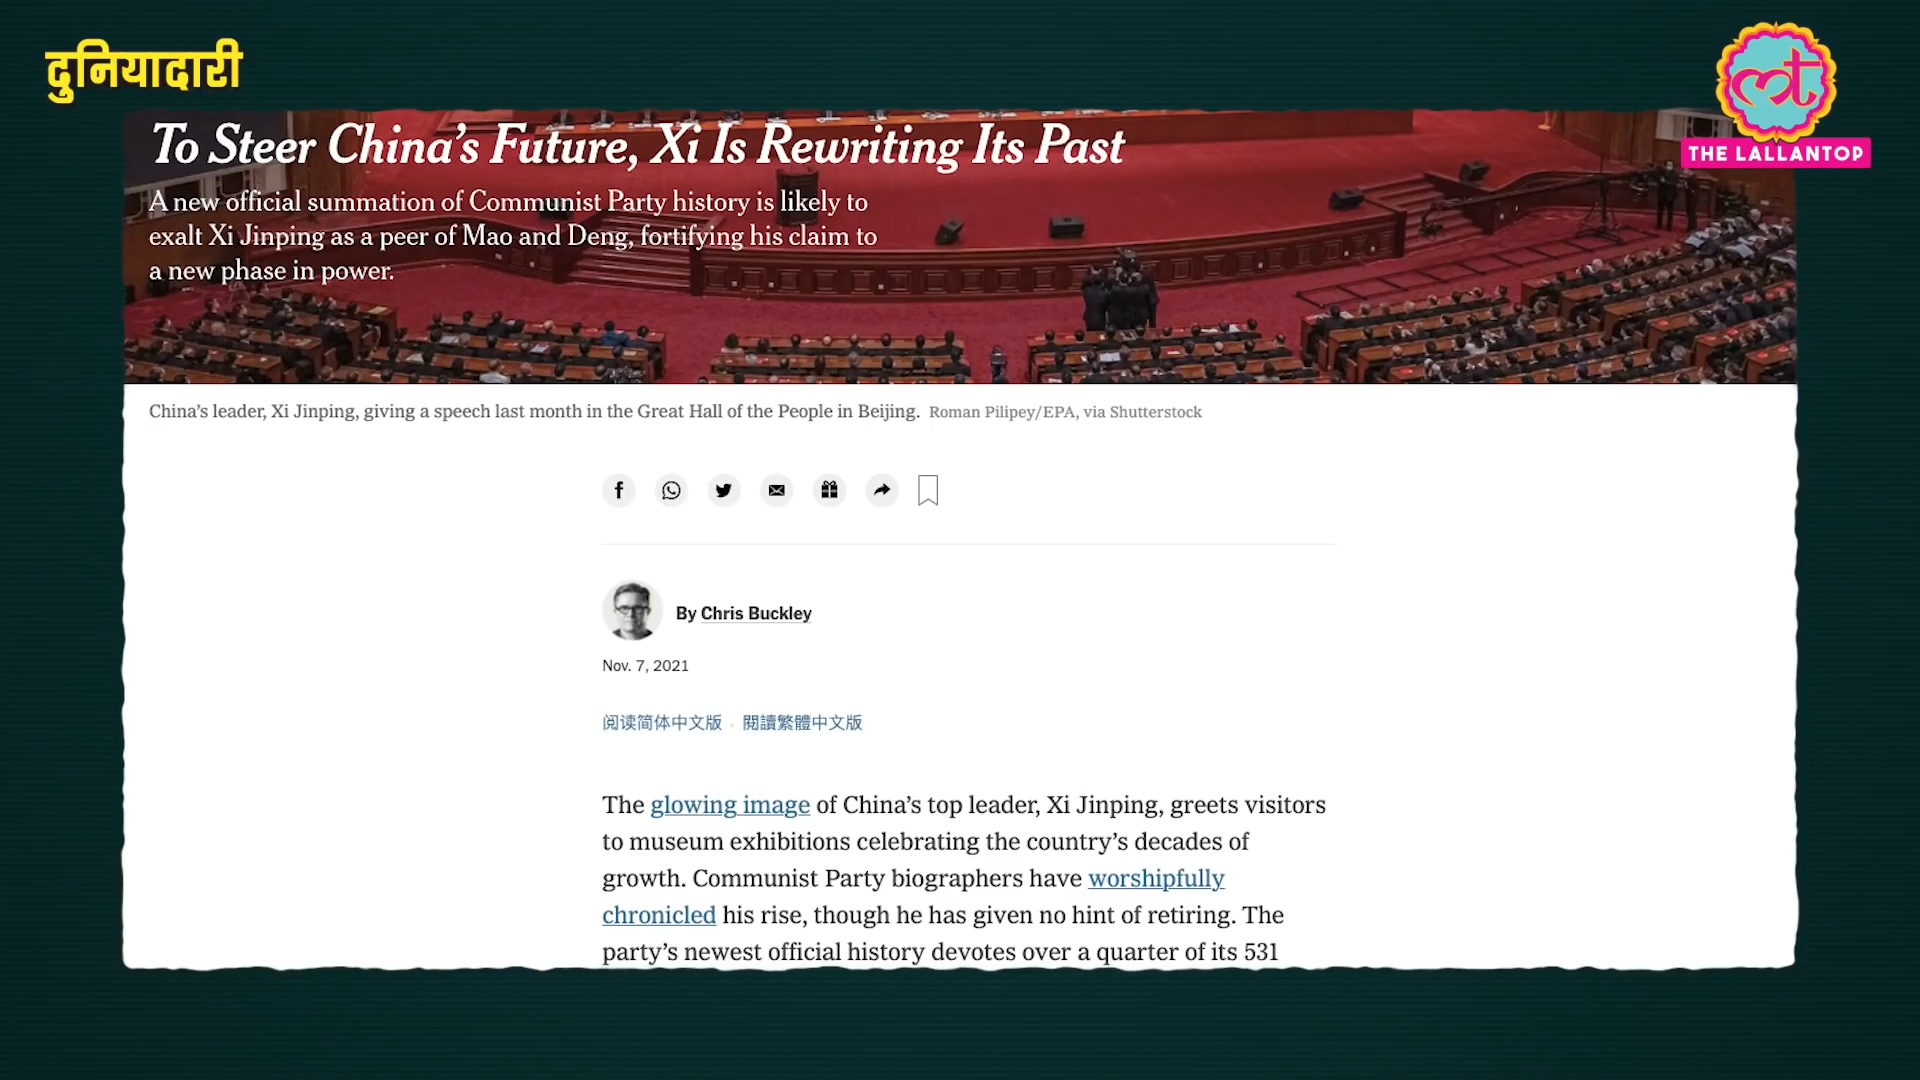 दुनियादारी
THE LALLANTOP
To Steer China’s Future, Xi Is Rewriting Its Past
A new official summation of Communist Party history is likely to
exalt Xi Jinping as a peer of Mao and Deng, fortifying his claim to
a new phase in power.
China’s leader, Xi Jinping, giving a speech last month in the Great Hall of the People in Beijing. Roman Pilipey/EPA, via Shutterstock
By Chris Buckley
Nov. 7, 2021
阅读简体中文版 · 閱讀繁體中文版
The glowing image of China’s top leader, Xi Jinping, greets visitors
to museum exhibitions celebrating the country’s decades of
growth. Communist Party biographers have worshipfully
chronicled his rise, though he has given no hint of retiring. The
party’s newest official history devotes over a quarter of its 531